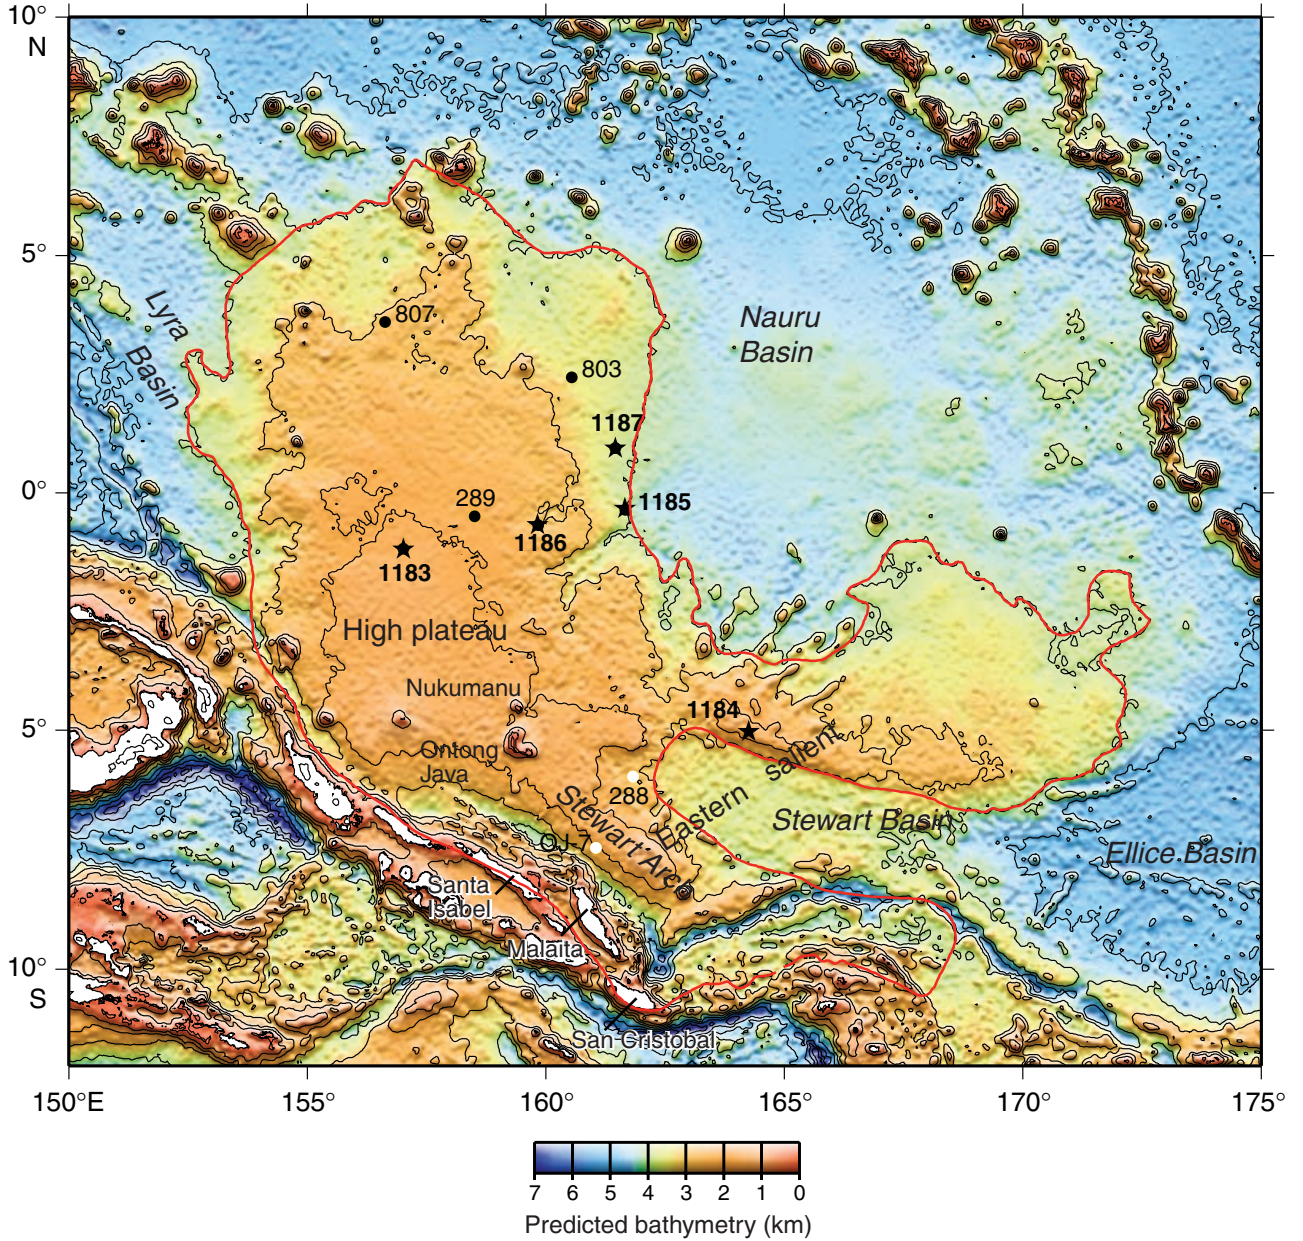 10°
N
5°
Lyra
Basin
807
Nauru
Basin
803
1187
0°
289
1185
1186
1183
High plateau
Nukumanu
1184
5°
Ontong
Java
Eastern salient
288
Stewart Arch
Stewart Basin
OJ-7
Ellice Basin
Santa
Isabel
Malaita
10°
S
San Cristobal
150°E
155°
160°
165°
170°
175°
7 6 5 4 3 2 1 0
Predicted bathymetry (km)